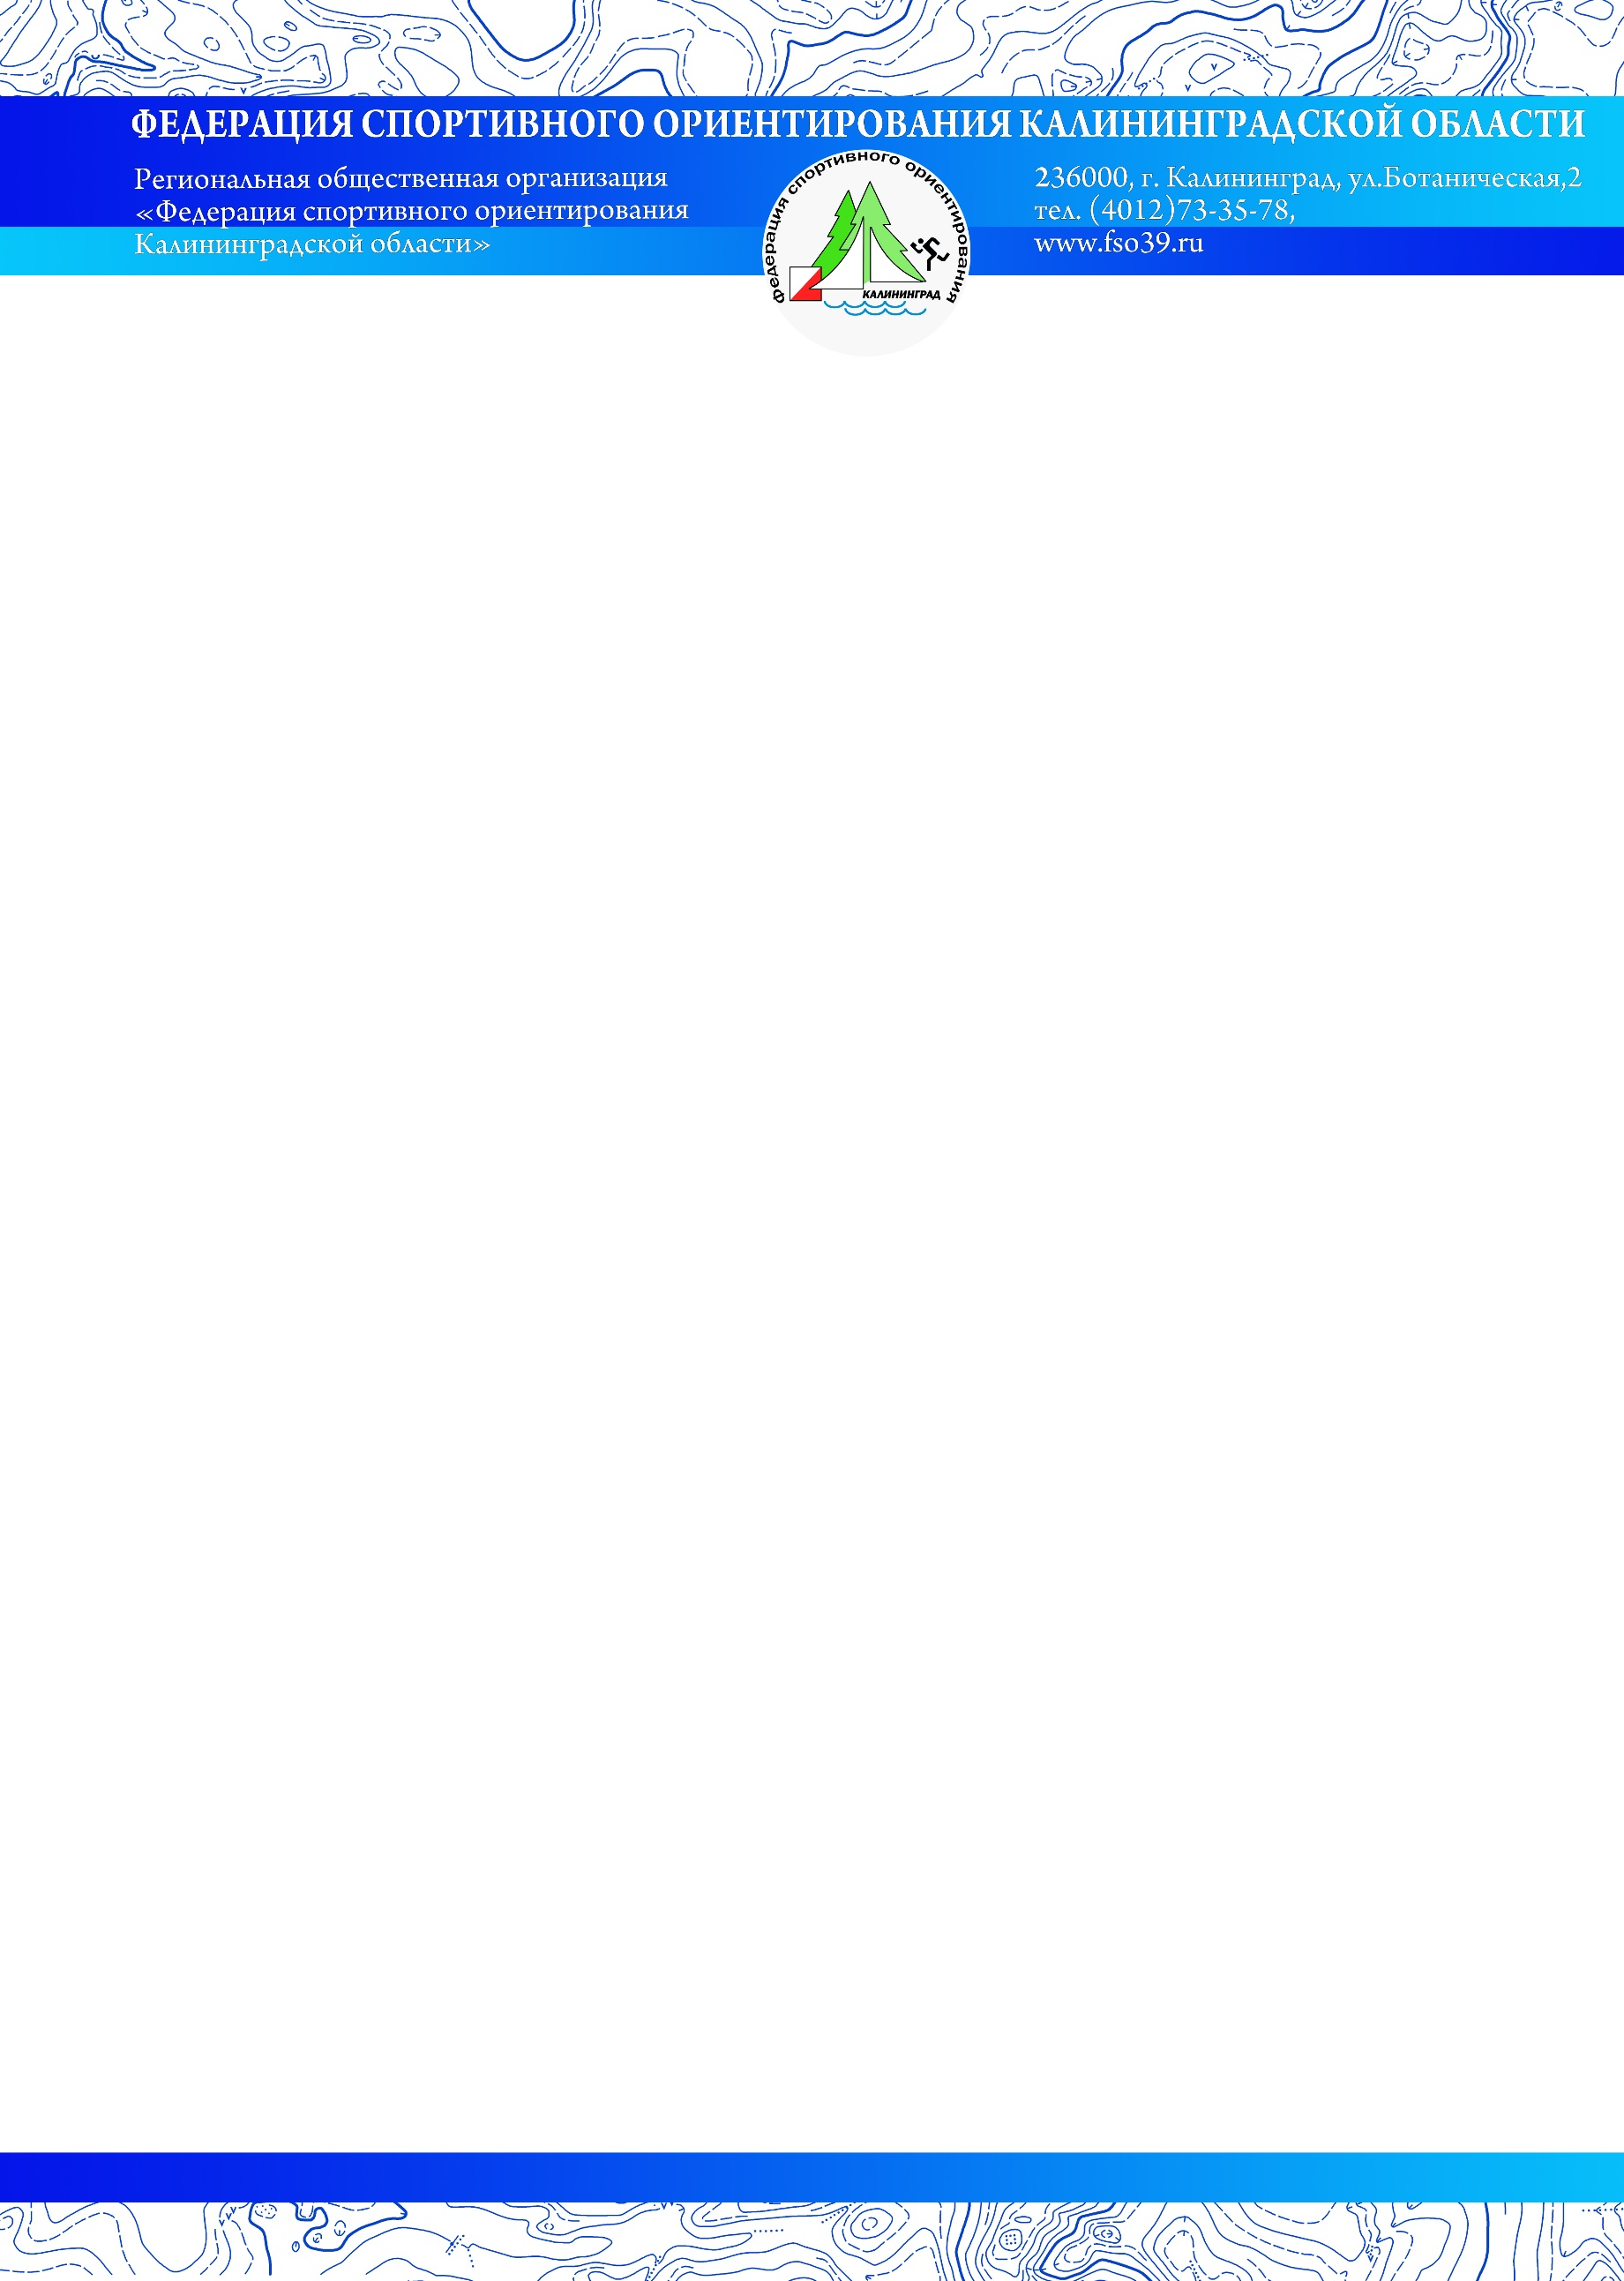 ФЕДЕРАЦИЯ СПОРТИВНОГО ОРИЕНТИРОВАНИЯ КАЛИНИНГРАДСКОЙ ОБЛАСТИ
Региональная общественная организация
«Федерация спортивного ориентирования
Калининградской области»
Федерация спортивного ориентирования
КАЛИНИНГРАД
236000, г. Калининград, ул.Ботаническая,2
тел. (4012)73-35-78,
www.fso39.ru